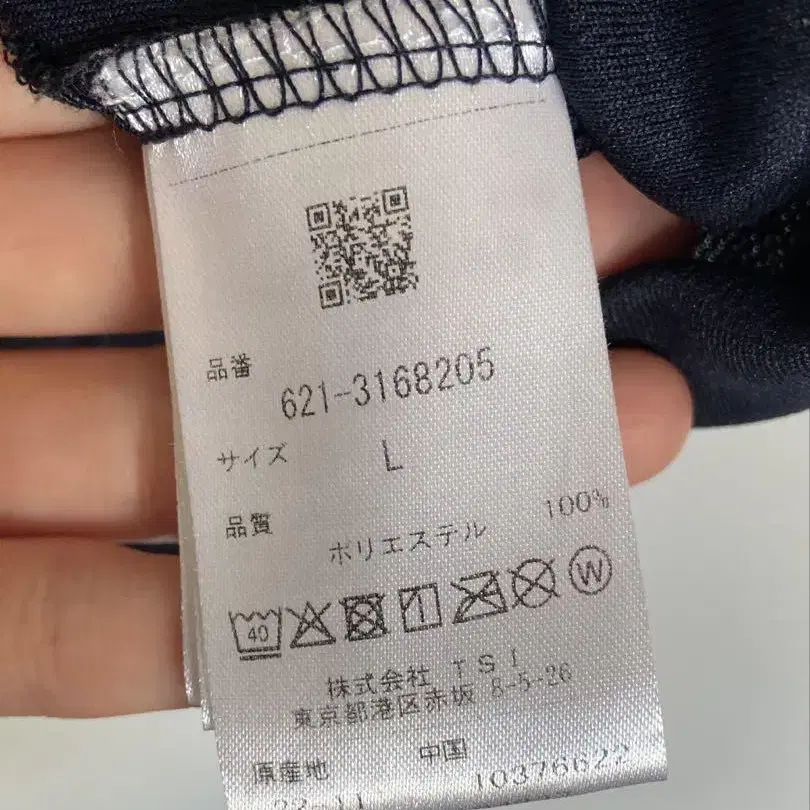 品番
621-3168205
サイズ L
品質
ポリエステル 100%
40
W
株式会社 TSI
東京都港区赤坂 8-5-26
原産地 中国
10376622